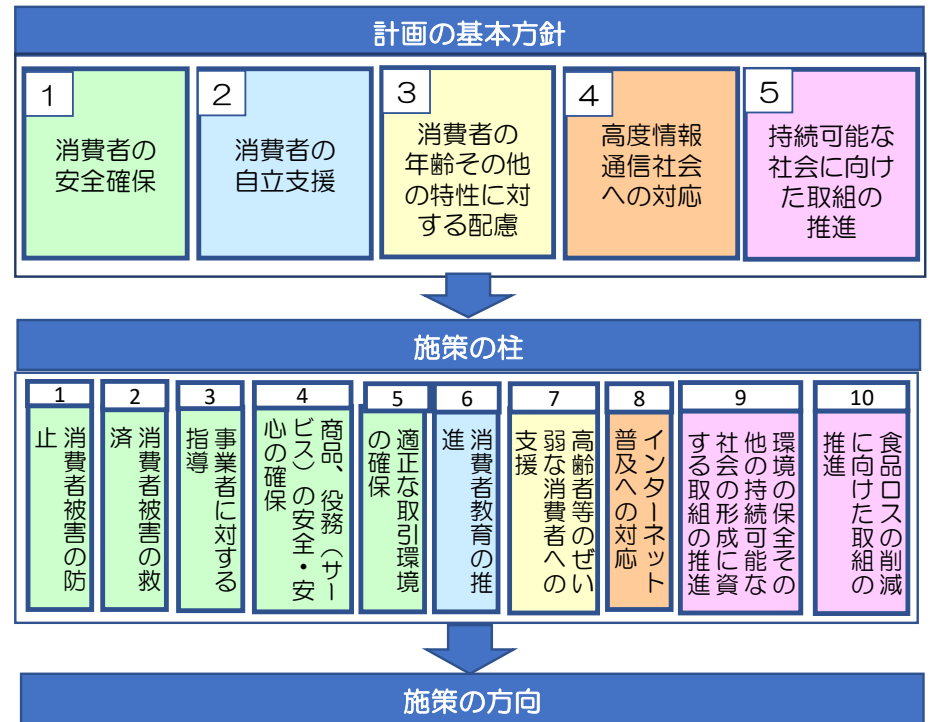 計画の基本方針
1
消費者の
安全確保
2
消費者の
自立支援
3
消費者の
年齢その他
の特性に対
する配慮
4
高度情報
通信社会
への対応
5
持続可能な
社会に向け
た取組の
推進
施策の柱
1
消費者被害の防
止
2
消費者被害の救
済
3
事業者に対する
指導
4
商品、役務（サー
ビス）の安全・安
心の確保
5
適正な取引環境
の確保
6
消費者教育の推
進
7
高齢者等のぜい
弱な消費者への
支援
8
インターネット
普及への対応
9
環境の保全その
他の持続可能な
社会の形成に資
する取組の推進
10
食品ロスの削減
に向けた取組の
推進
施策の方向